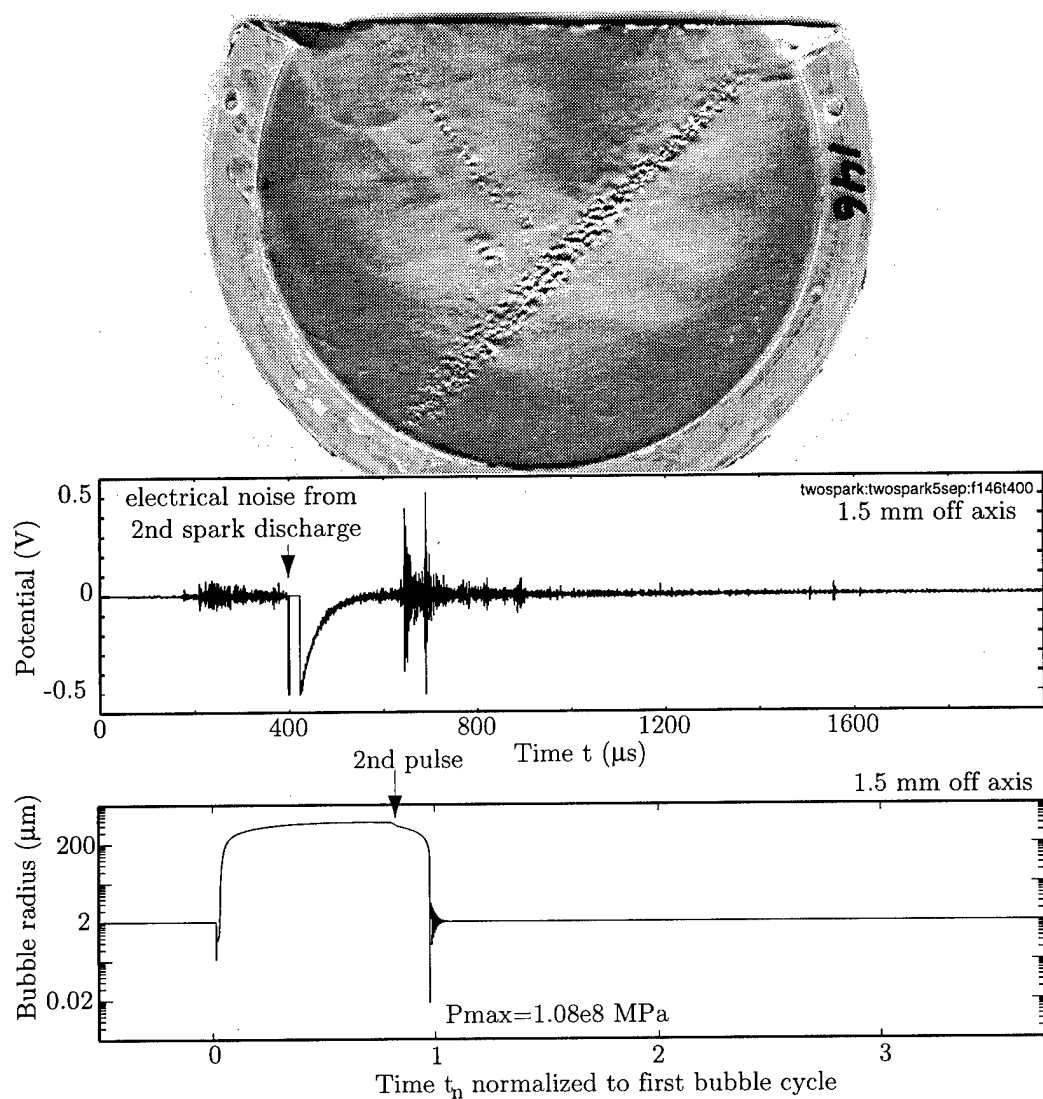 146
0.5
electrical noise from
2nd spark discharge
twospark:twospark5sep:f146t400
1.5 mm off axis
Potential (V)
0
-0.5
0
400
800
1200
1600
Time t (μs)
2nd pulse
1.5 mm off axis
Bubble radius (μm)
200
2
0.02
Pmax=1.08e8 MPa
0
1
2
3
Time tn normalized to first bubble cycle